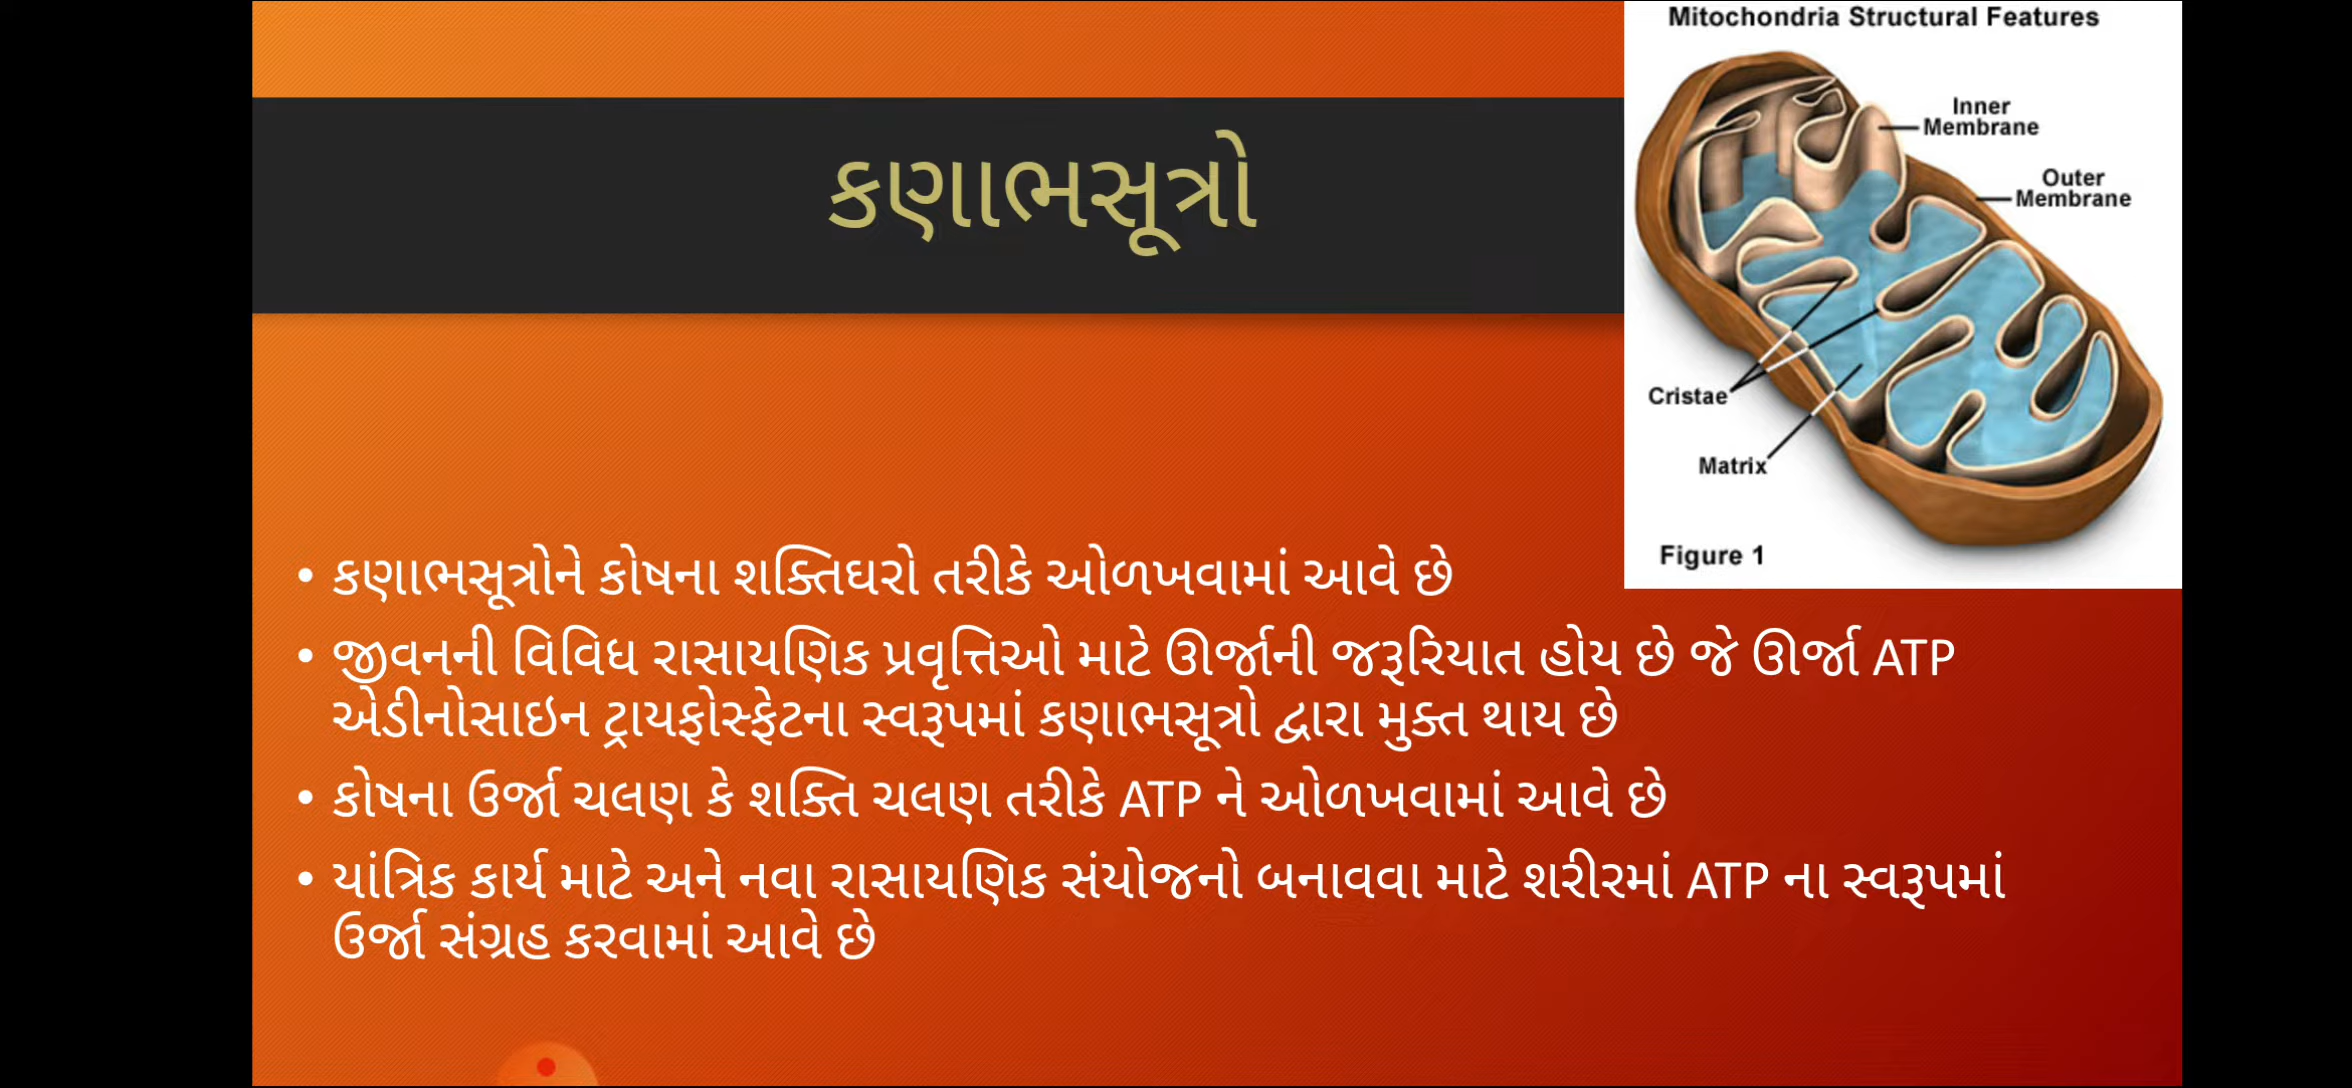 Mitochondria Structural Features
Inner
Membrane
Outer
Membrane
Cristae
Matrix
Figure 1
કણાભસૂત્રો
• કણાભસૂત્રોને કોષના શક્તિઘરો તરીકે ઓળખવામાં આવે છે
• જીવનની વિવિધ રાસાયણિક પ્રવૃત્તિઓ માટે ઊર્જાની જરૂરિયાત હોય છે જે ઊર્જા ATP
એડીનોસાઇન ટ્રાયફોસ્ફેટના સ્વરૂપમાં કણાભસૂત્રો દ્વારા મુક્ત થાય છે
• કોષના ઉર્જા ચલણ કે શક્તિ ચલણ તરીકે ATP ને ઓળખવામાં આવે છે
• યાંત્રિક કાર્ય માટે અને નવા રાસાયણિક સંયોજનો બનાવવા માટે શરીરમાં ATP ના સ્વરૂપમાં
ઉર્જા સંગ્રહ કરવામાં આવે છે